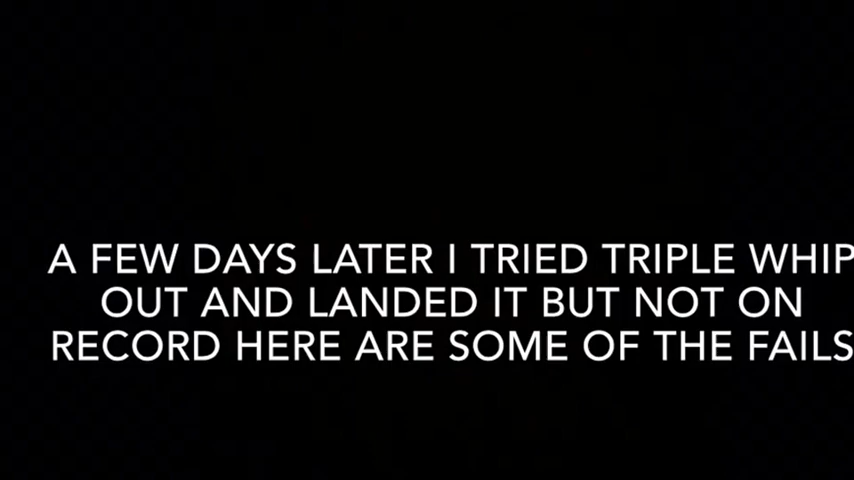 A FEW DAYS LATER I TRIED TRIPLE WHIP
OUT AND LANDED IT BUT NOT ON
RECORD HERE ARE SOME OF THE FAILS